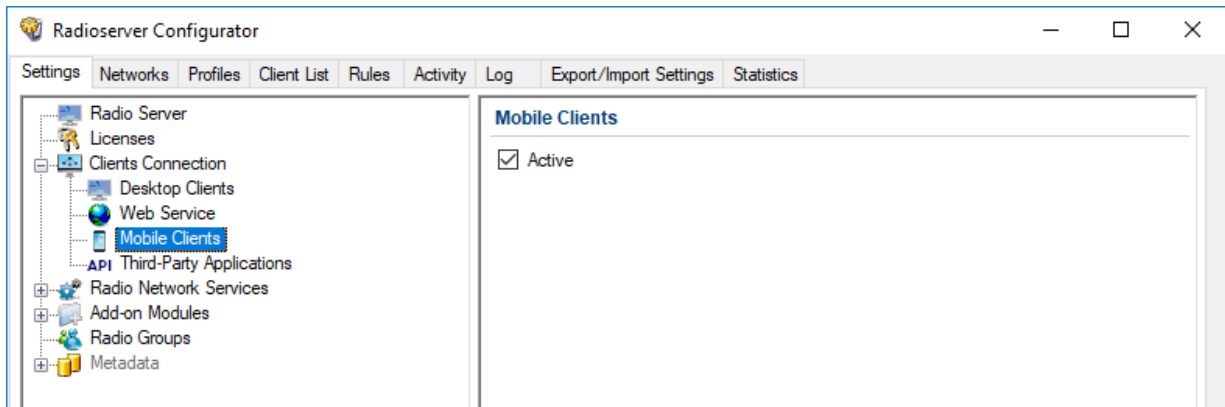 Radioserver Configurator
Settings Networks Profiles Client List Rules Activity Log Export/Import Settings Statistics
Radio Server
Licenses
Clients Connection
Desktop Clients
Web Service
Mobile Clients
API Third-Party Applications
Radio Network Services
Add-on Modules
Radio Groups
Metadata
Mobile Clients
Active